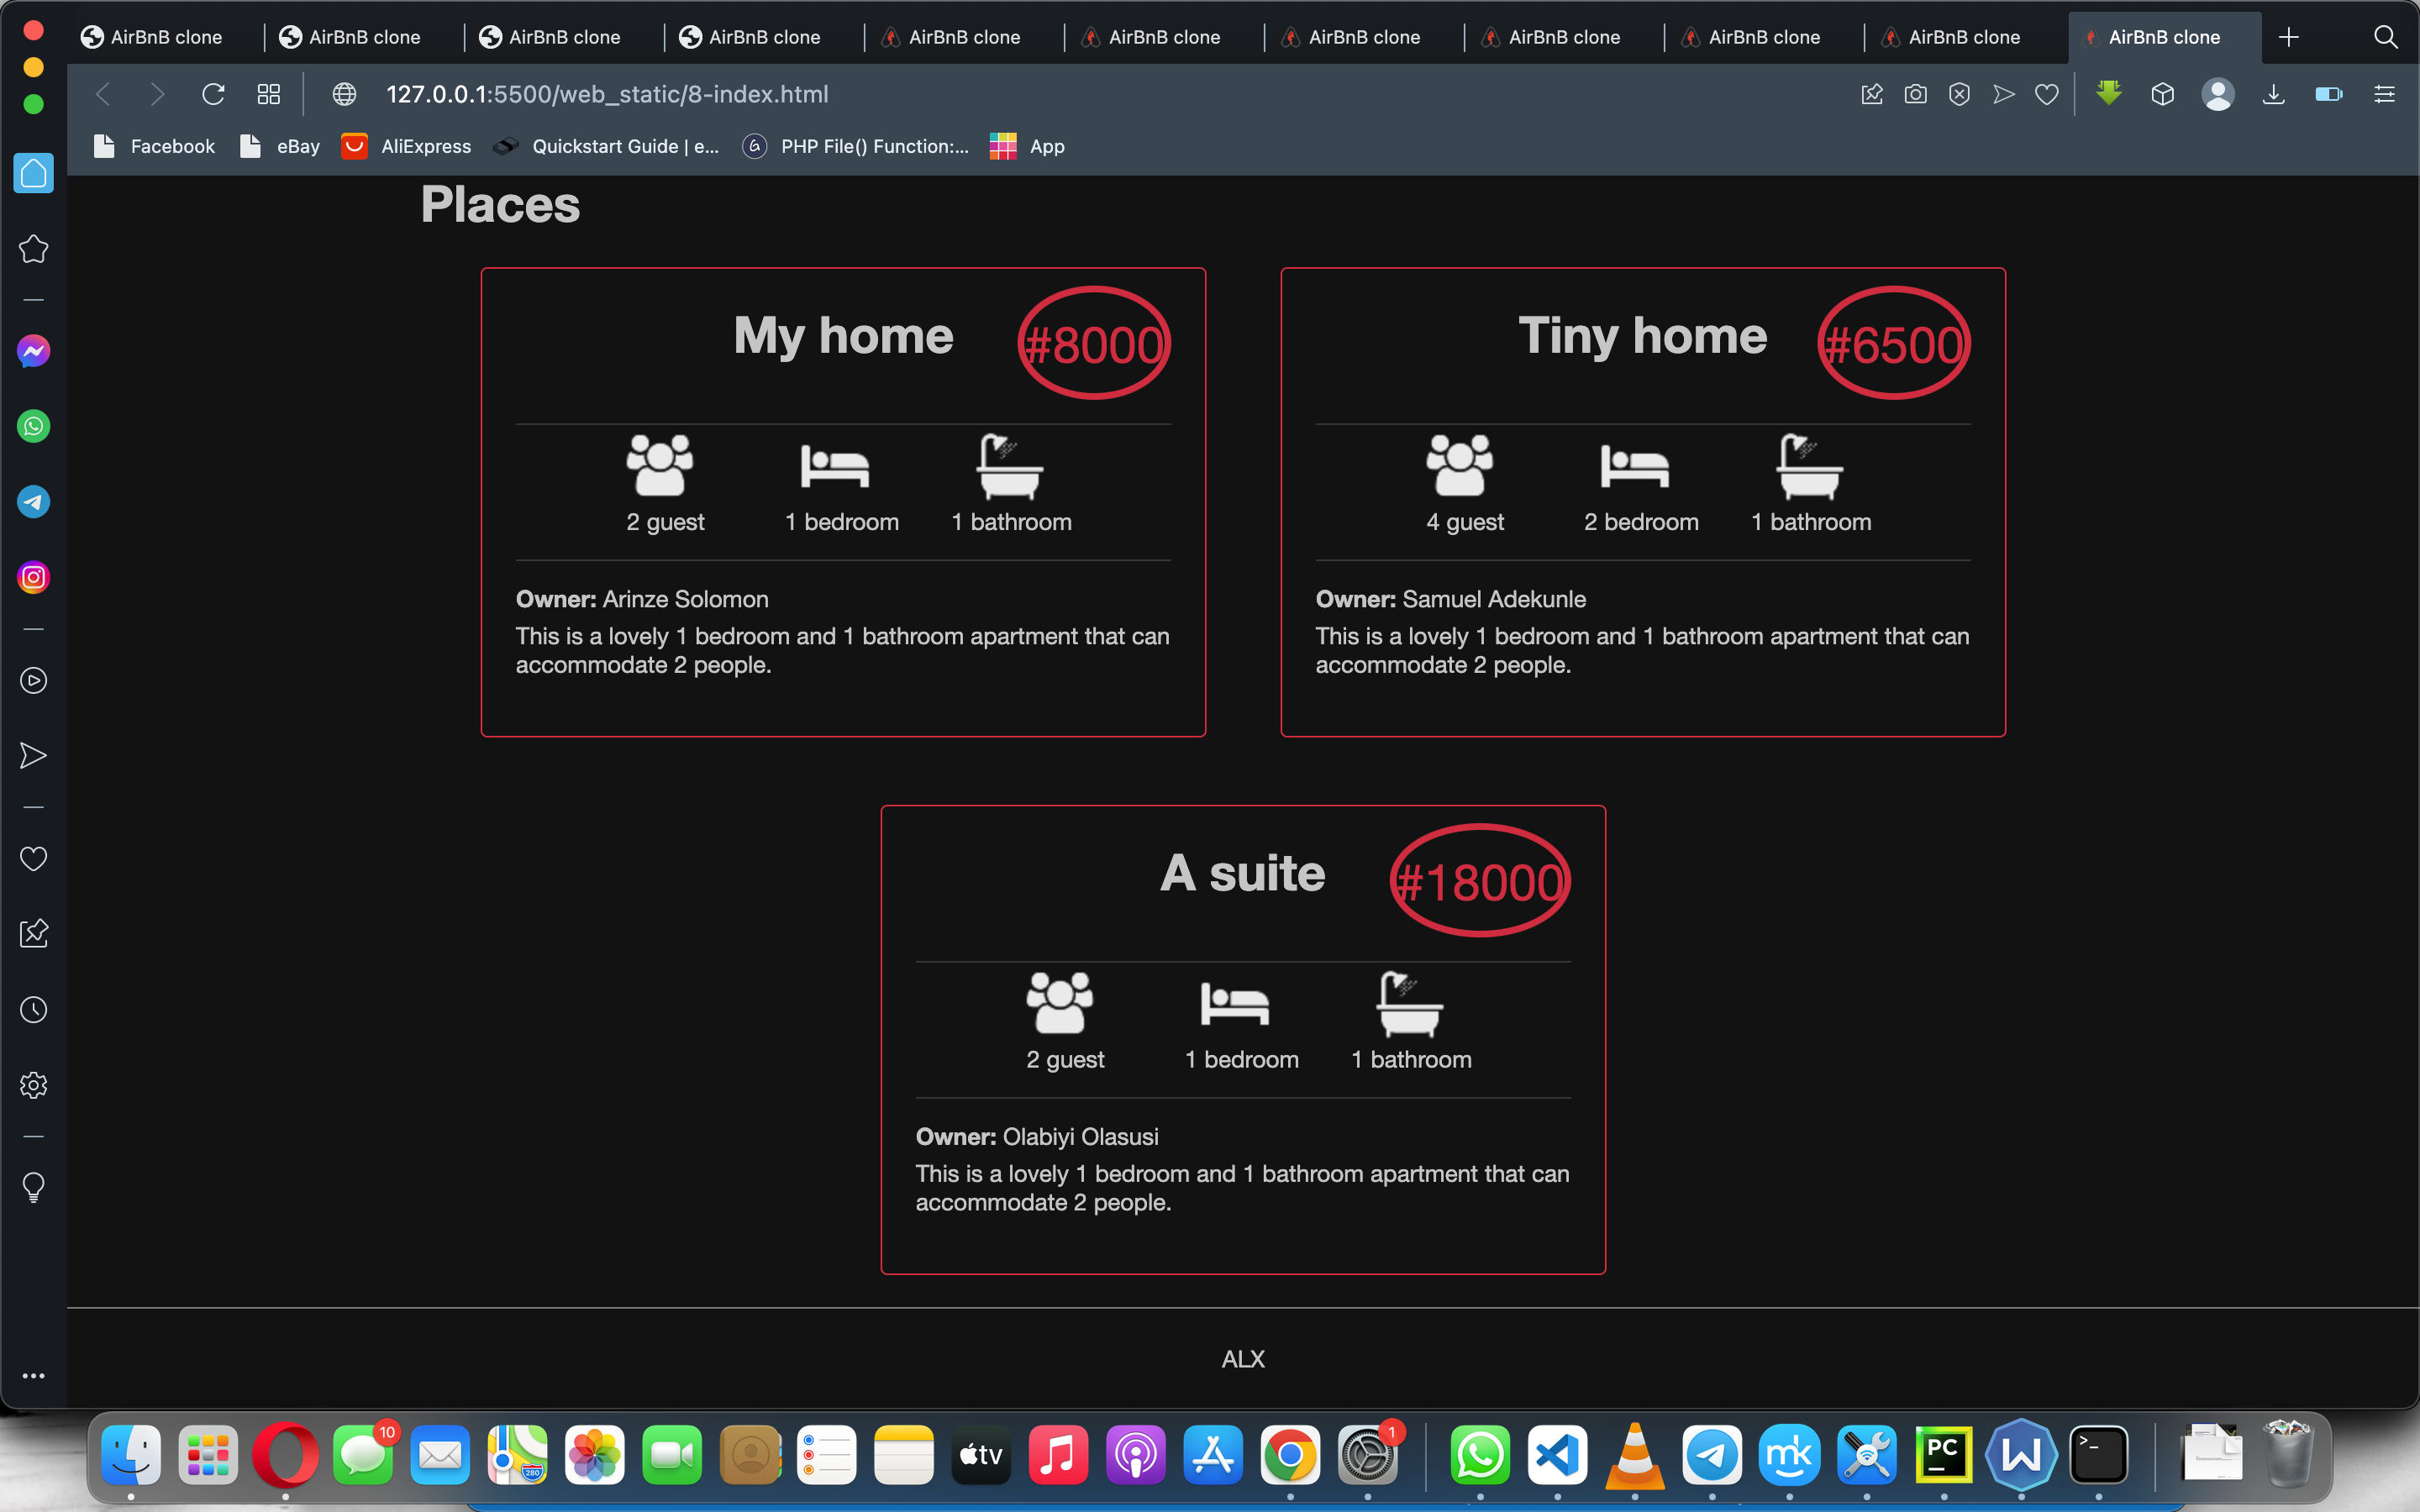 AirBnB clone
AirBnB clone
AirBnB clone
AirBnB clone
AirBnB clone
AirBnB clone
AirBnB clone
AirBnB clone
AirBnB clone
AirBnB clone
AirBnB clone
127.0.0.1:5500/web_static/8-index.html
Facebook
eBay
AliExpress
Quickstart Guide | e...
PHP File() Function:...
App
Places
My home
#8000
2 guest
1 bedroom
1 bathroom
Owner: Arinze Solomon
This is a lovely 1 bedroom and 1 bathroom apartment that can
accommodate 2 people.
Tiny home
#6500
4 guest
2 bedroom
1 bathroom
Owner: Samuel Adekunle
This is a lovely 1 bedroom and 1 bathroom apartment that can
accommodate 2 people.
A suite
#18000
2 guest
1 bedroom
1 bathroom
Owner: Olabiyi Olasusi
This is a lovely 1 bedroom and 1 bathroom apartment that can
accommodate 2 people.
ALX
10
280
tv
1
mk
PC
W
>_